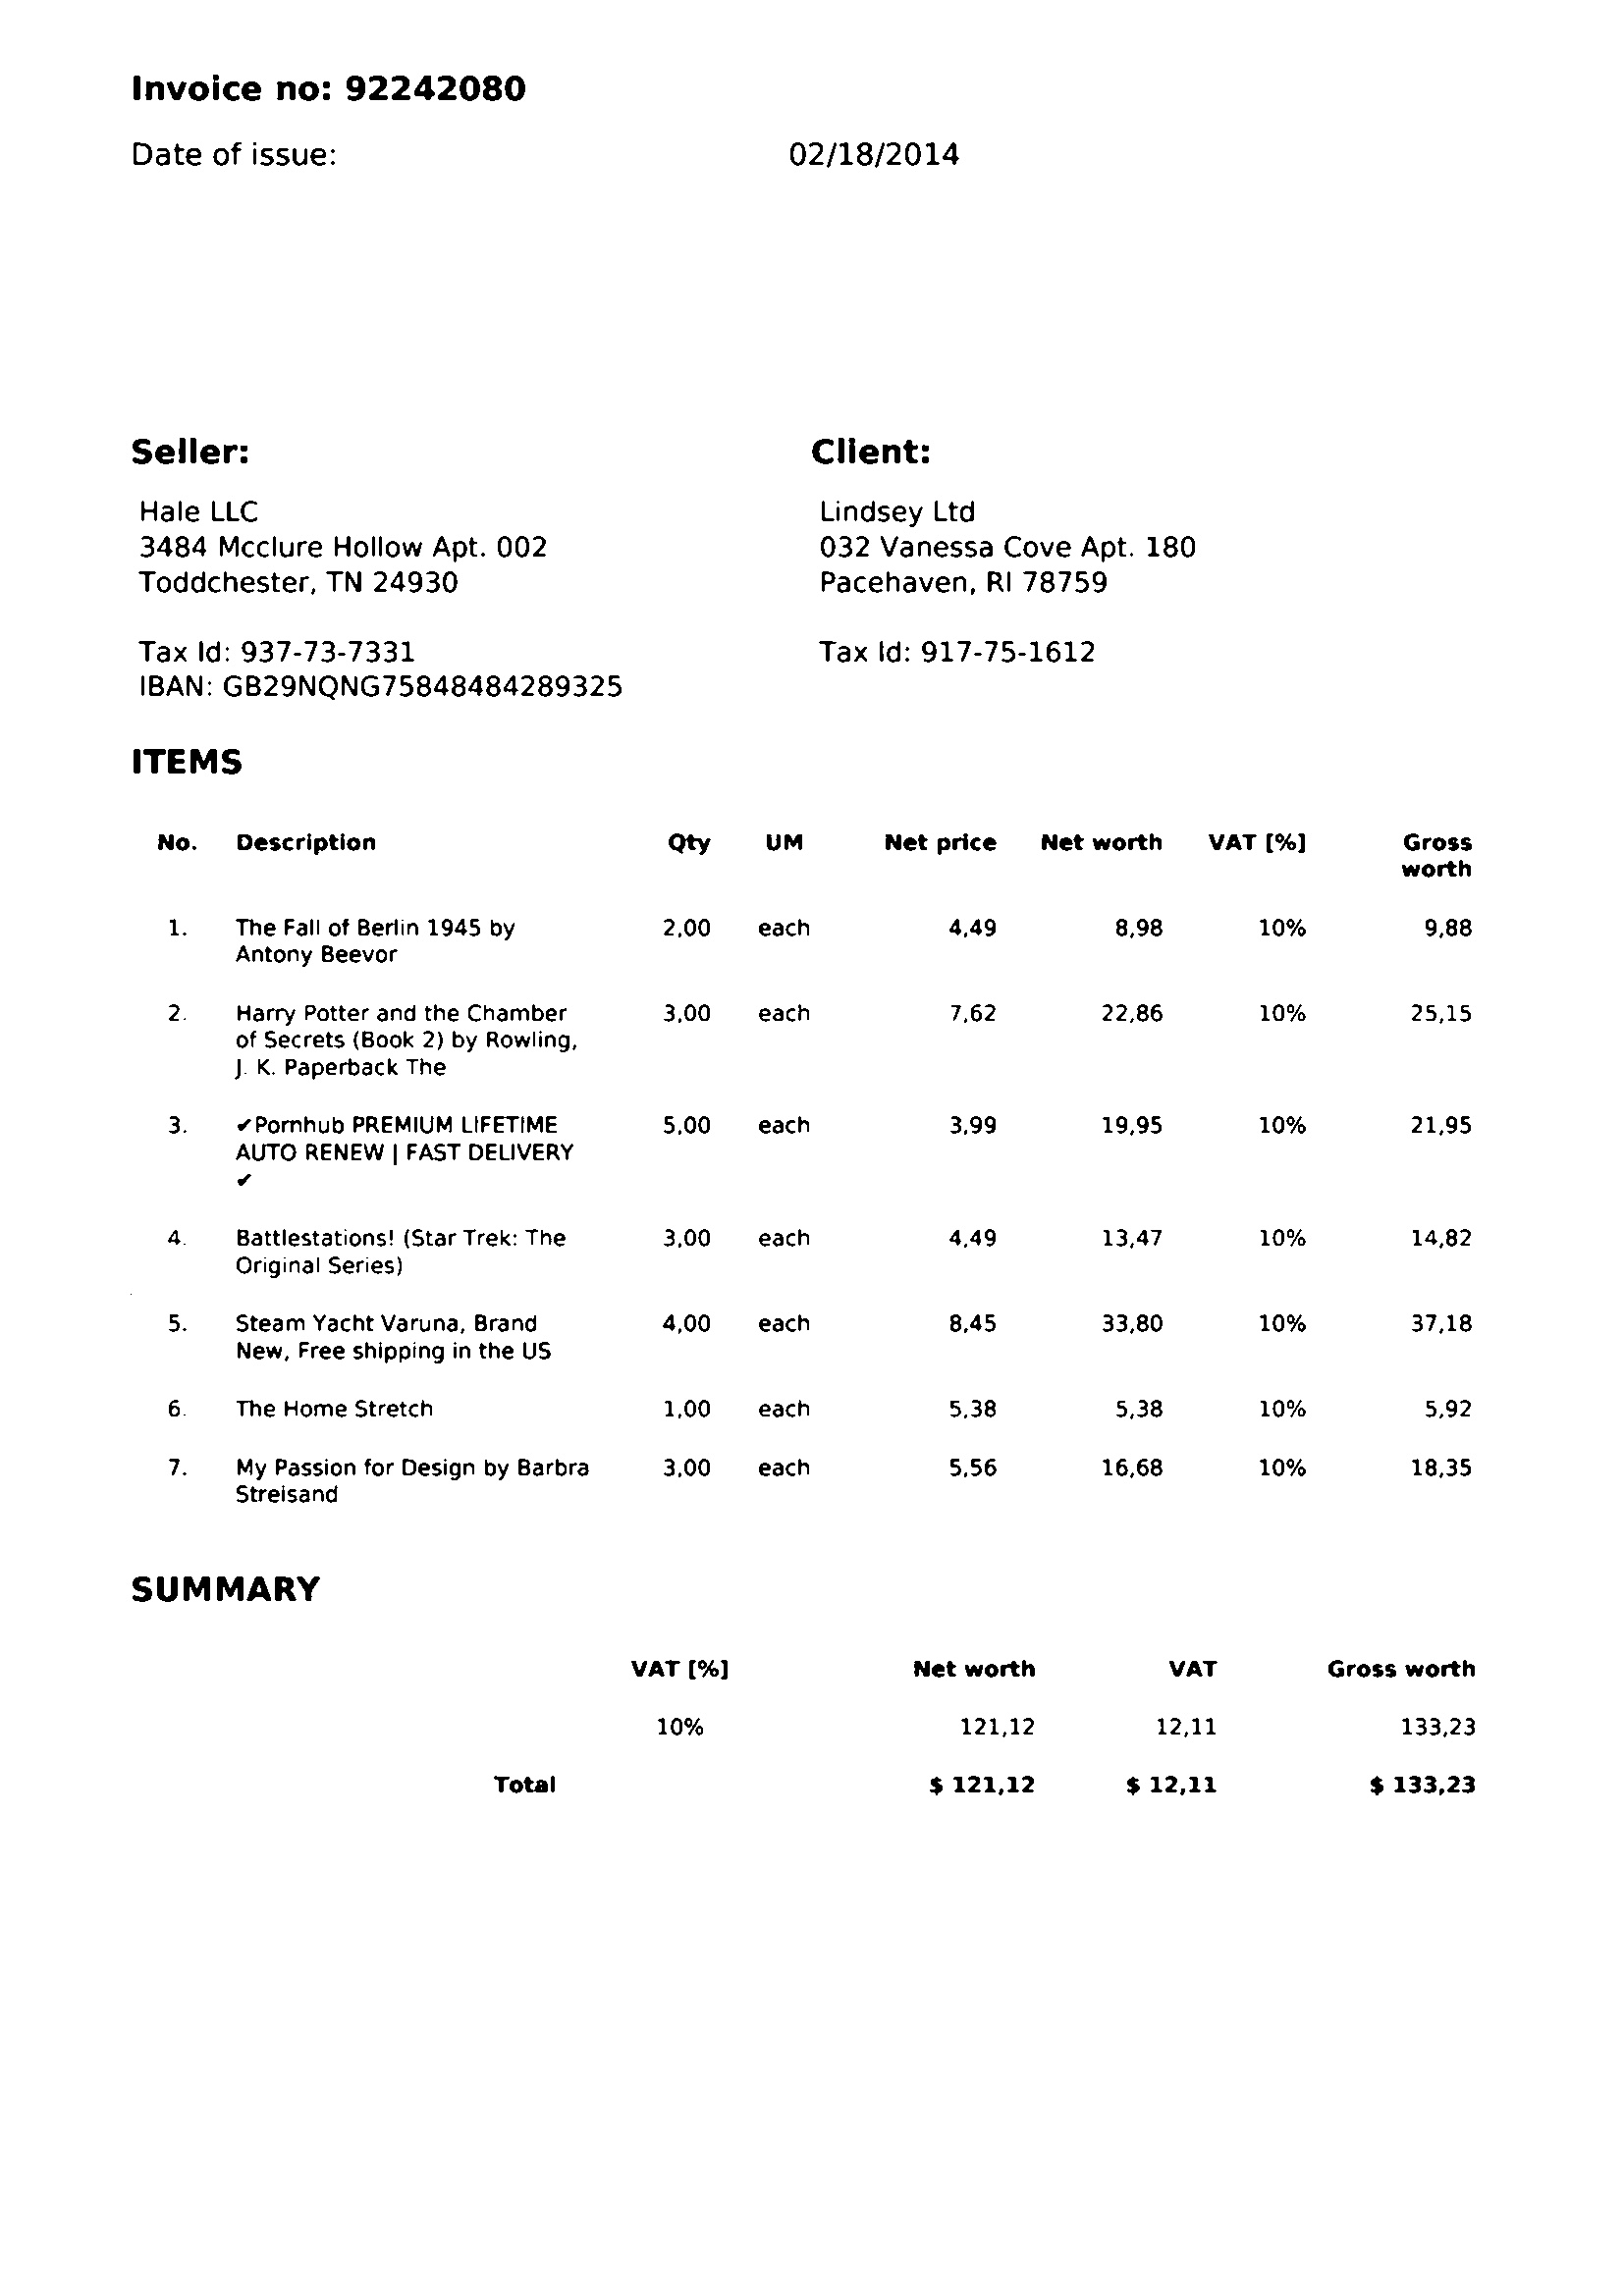 Invoice no: 92242080
Date of issue: 02/18/2014
Seller:
Hale LLC
3484 Mcclure Hollow Apt. 002
Toddchester, TN 24930
Tax Id: 937-73-7331
IBAN: GB29NQNG75848484289325
Client:
Lindsey Ltd
032 Vanessa Cove Apt. 180
Pacehaven, RI 78759
Tax Id: 917-75-1612
ITEMS
No. Description Qty UM Net price Net worth VAT [%] Gross
worth
1. The Fall of Berlin 1945 by 2,00 each 4,49 8,98 10% 9,88
Antony Beevor
2. Harry Potter and the Chamber 3,00 each 7,62 22,86 10% 25,15
of Secrets (Book 2) by Rowling,
J. K. Paperback The
3. ✔Pornhub PREMIUM LIFETIME 5,00 each 3,99 19,95 10% 21,95
AUTO RENEW | FAST DELIVERY
✔
4. Battlestations! (Star Trek: The 3,00 each 4,49 13,47 10% 14,82
Original Series)
5. Steam Yacht Varuna, Brand 4,00 each 8,45 33,80 10% 37,18
New, Free shipping in the US
6. The Home Stretch 1,00 each 5,38 5,38 10% 5,92
7. My Passion for Design by Barbra 3,00 each 5,56 16,68 10% 18,35
Streisand
SUMMARY
VAT [%] Net worth VAT Gross worth
10% 121,12 12,11 133,23
Total $ 121,12 $ 12,11 $ 133,23